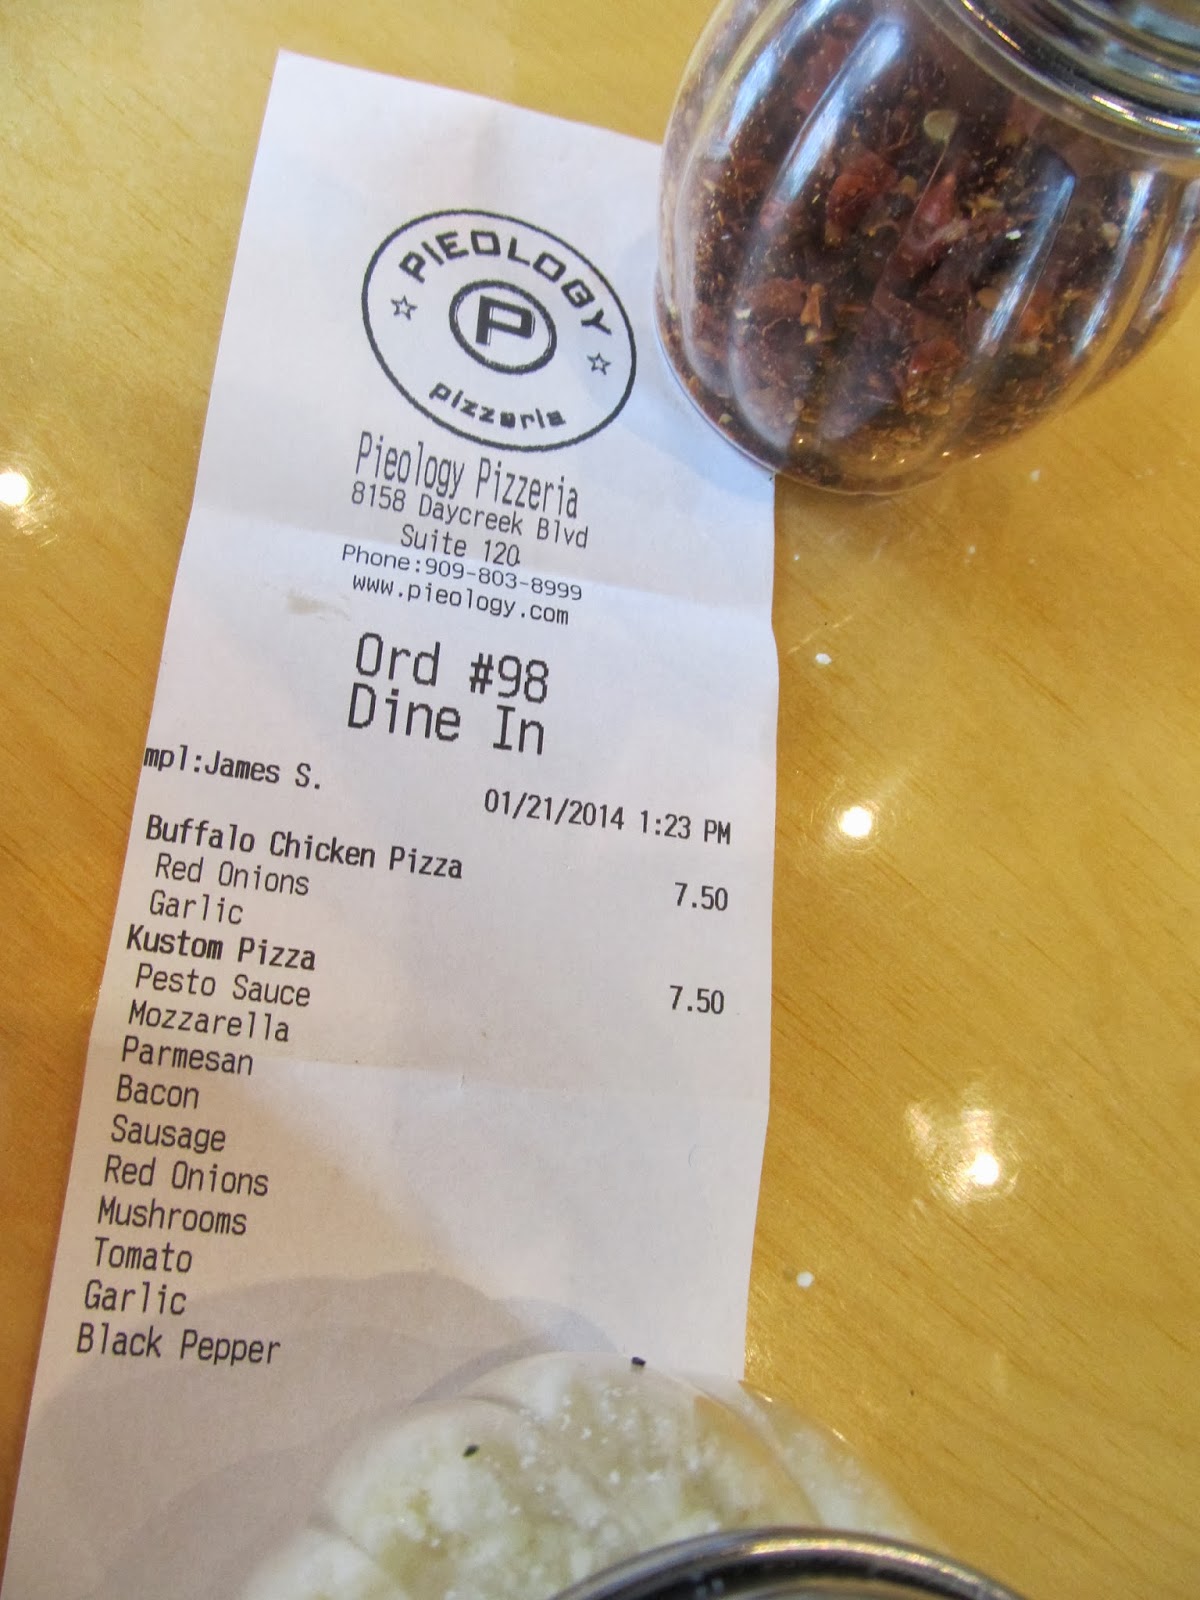 PIEOLOGY
P
pizzeria
Pieology Pizzeria
8158 Daycreek Blvd
Suite 120
Phone:909-803-8999
www.pieology.com
Ord #98
Dine In
mpl:James S.
01/21/2014 1:23 PM
Buffalo Chicken Pizza 7.50
Red Onions
Garlic
Kustom Pizza 7.50
Pesto Sauce
Mozzarella
Parmesan
Bacon
Sausage
Red Onions
Mushrooms
Tomato
Garlic
Black Pepper